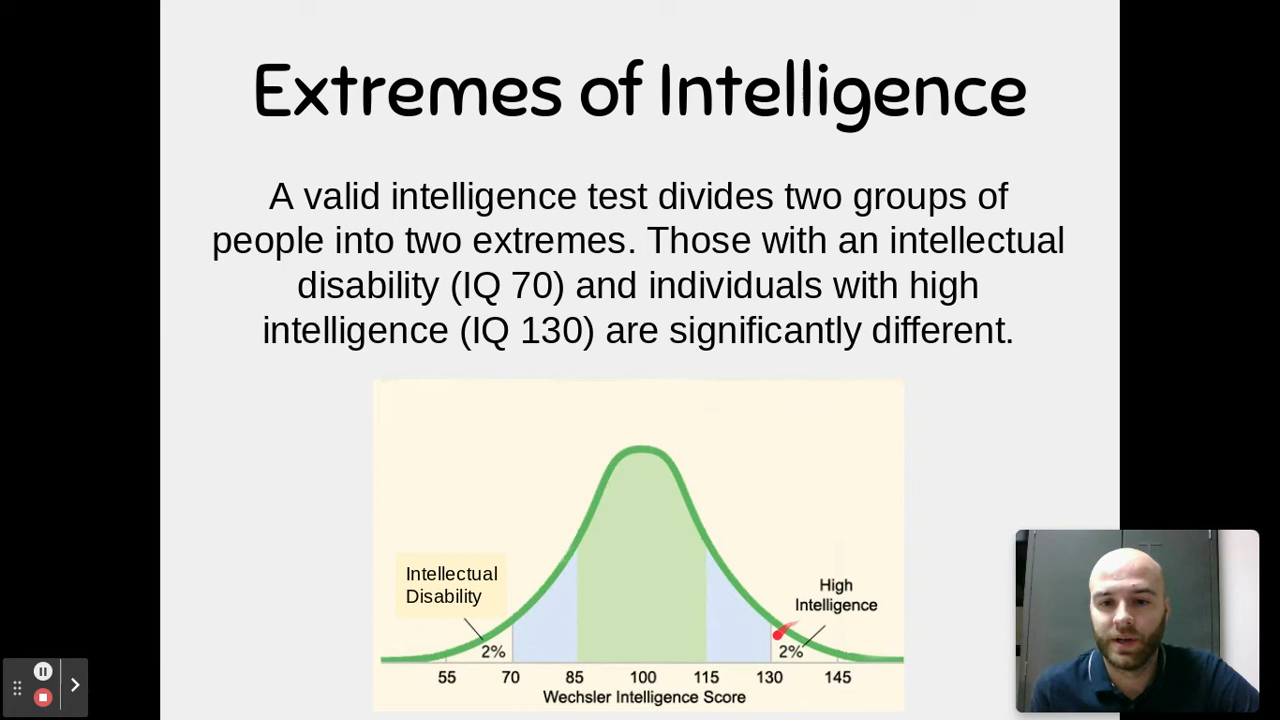 Extremes of Intelligence
A valid intelligence test divides two groups of
people into two extremes. Those with an intellectual
disability (IQ 70) and individuals with high
intelligence (IQ 130) are significantly different.
Intellectual
Disability
High
Intelligence
2%
2%
55 70 85 100 115 130 145
Wechsler Intelligence Score